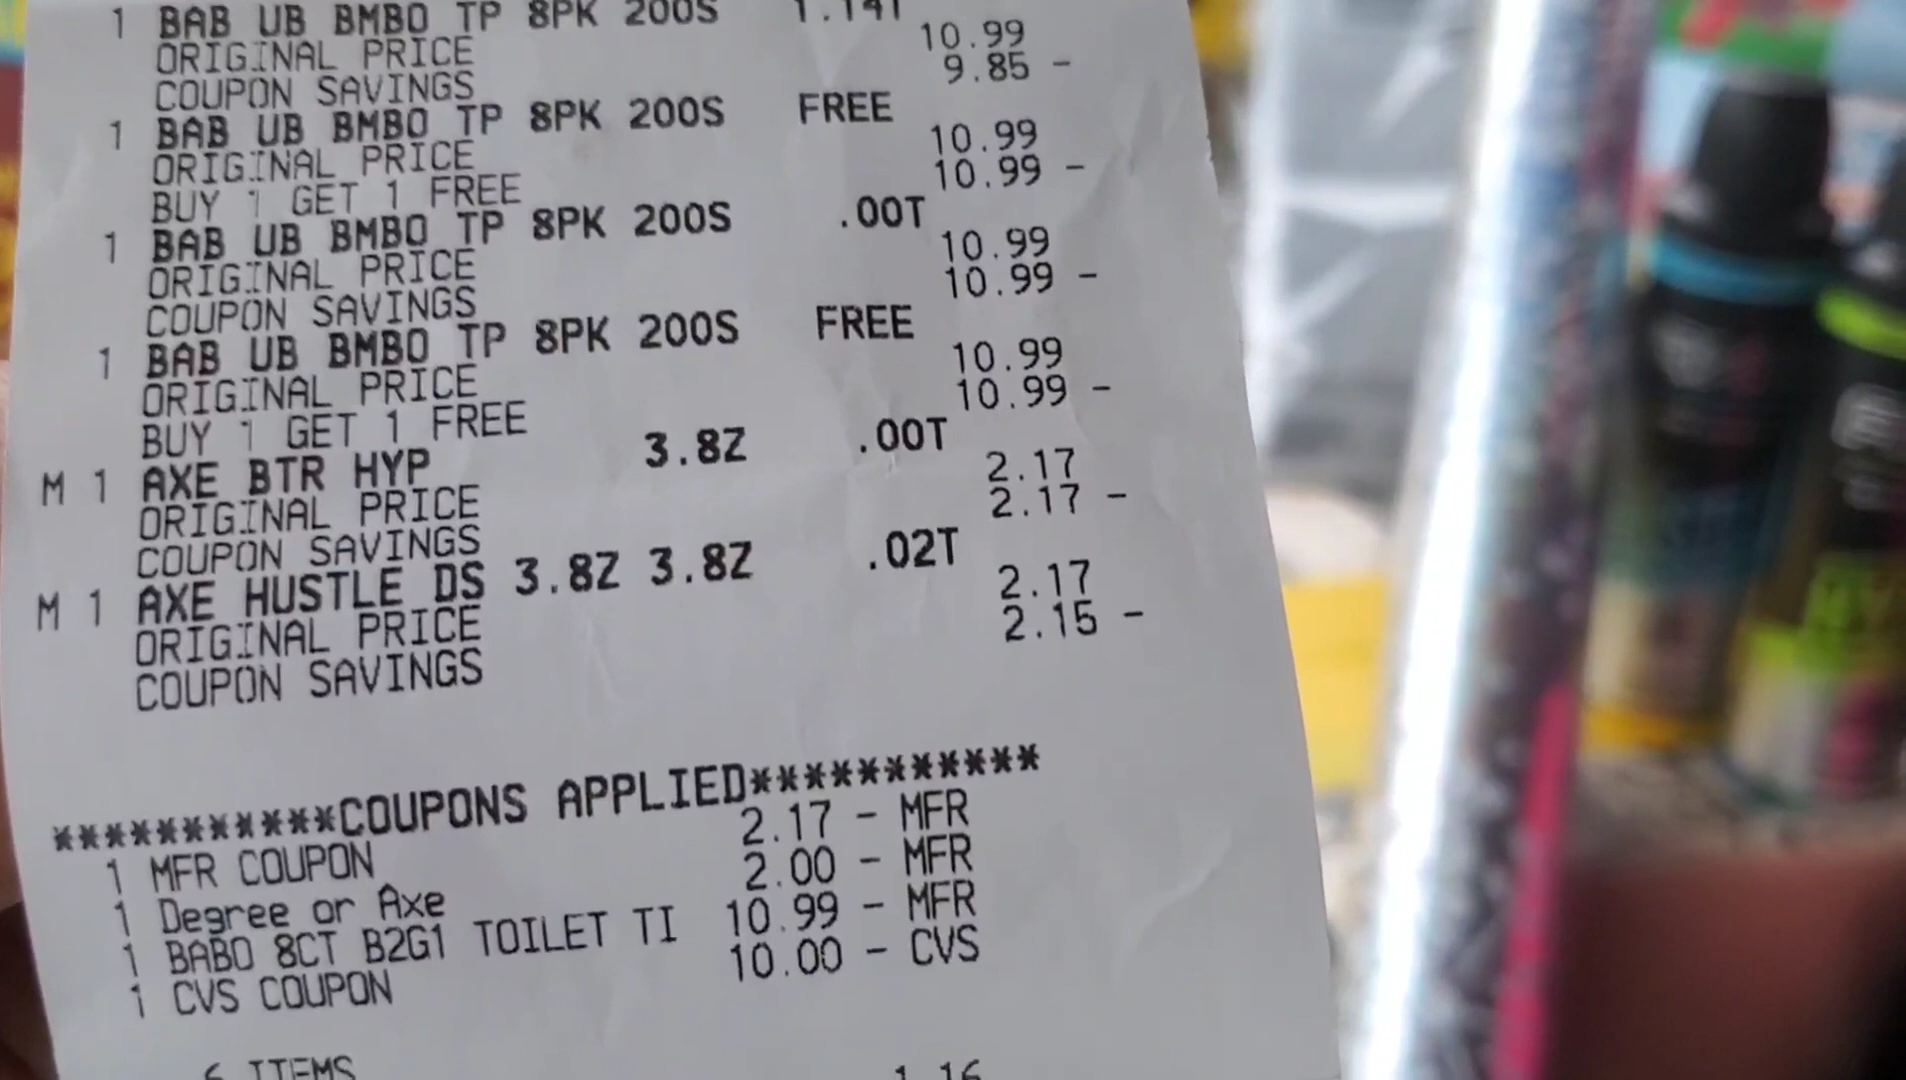 1 BAB UB BMBO TP 8PK 200S 1.14T
ORIGINAL PRICE 10.99
COUPON SAVINGS 9.85 -
1 BAB UB BMBO TP 8PK 200S FREE
ORIGINAL PRICE 10.99
BUY 1 GET 1 FREE 10.99 -
1 BAB UB BMBO TP 8PK 200S .00T
ORIGINAL PRICE 10.99
COUPON SAVINGS 10.99 -
1 BAB UB BMBO TP 8PK 200S FREE
ORIGINAL PRICE 10.99
BUY 1 GET 1 FREE 10.99 -
M 1 AXE BTR HYP 3.8Z .00T
ORIGINAL PRICE 2.17
COUPON SAVINGS 2.17 -
M 1 AXE HUSTLE DS 3.8Z 3.8Z .02T
ORIGINAL PRICE 2.17
COUPON SAVINGS 2.15 -
***********COUPONS APPLIED***********
1 MFR COUPON 2.17 - MFR
1 Degree or Axe 2.00 - MFR
1 BABO 8CT B2G1 TOILET TI 10.99 - MFR
1 CVS COUPON 10.00 - CVS
6 ITEMS 1.16